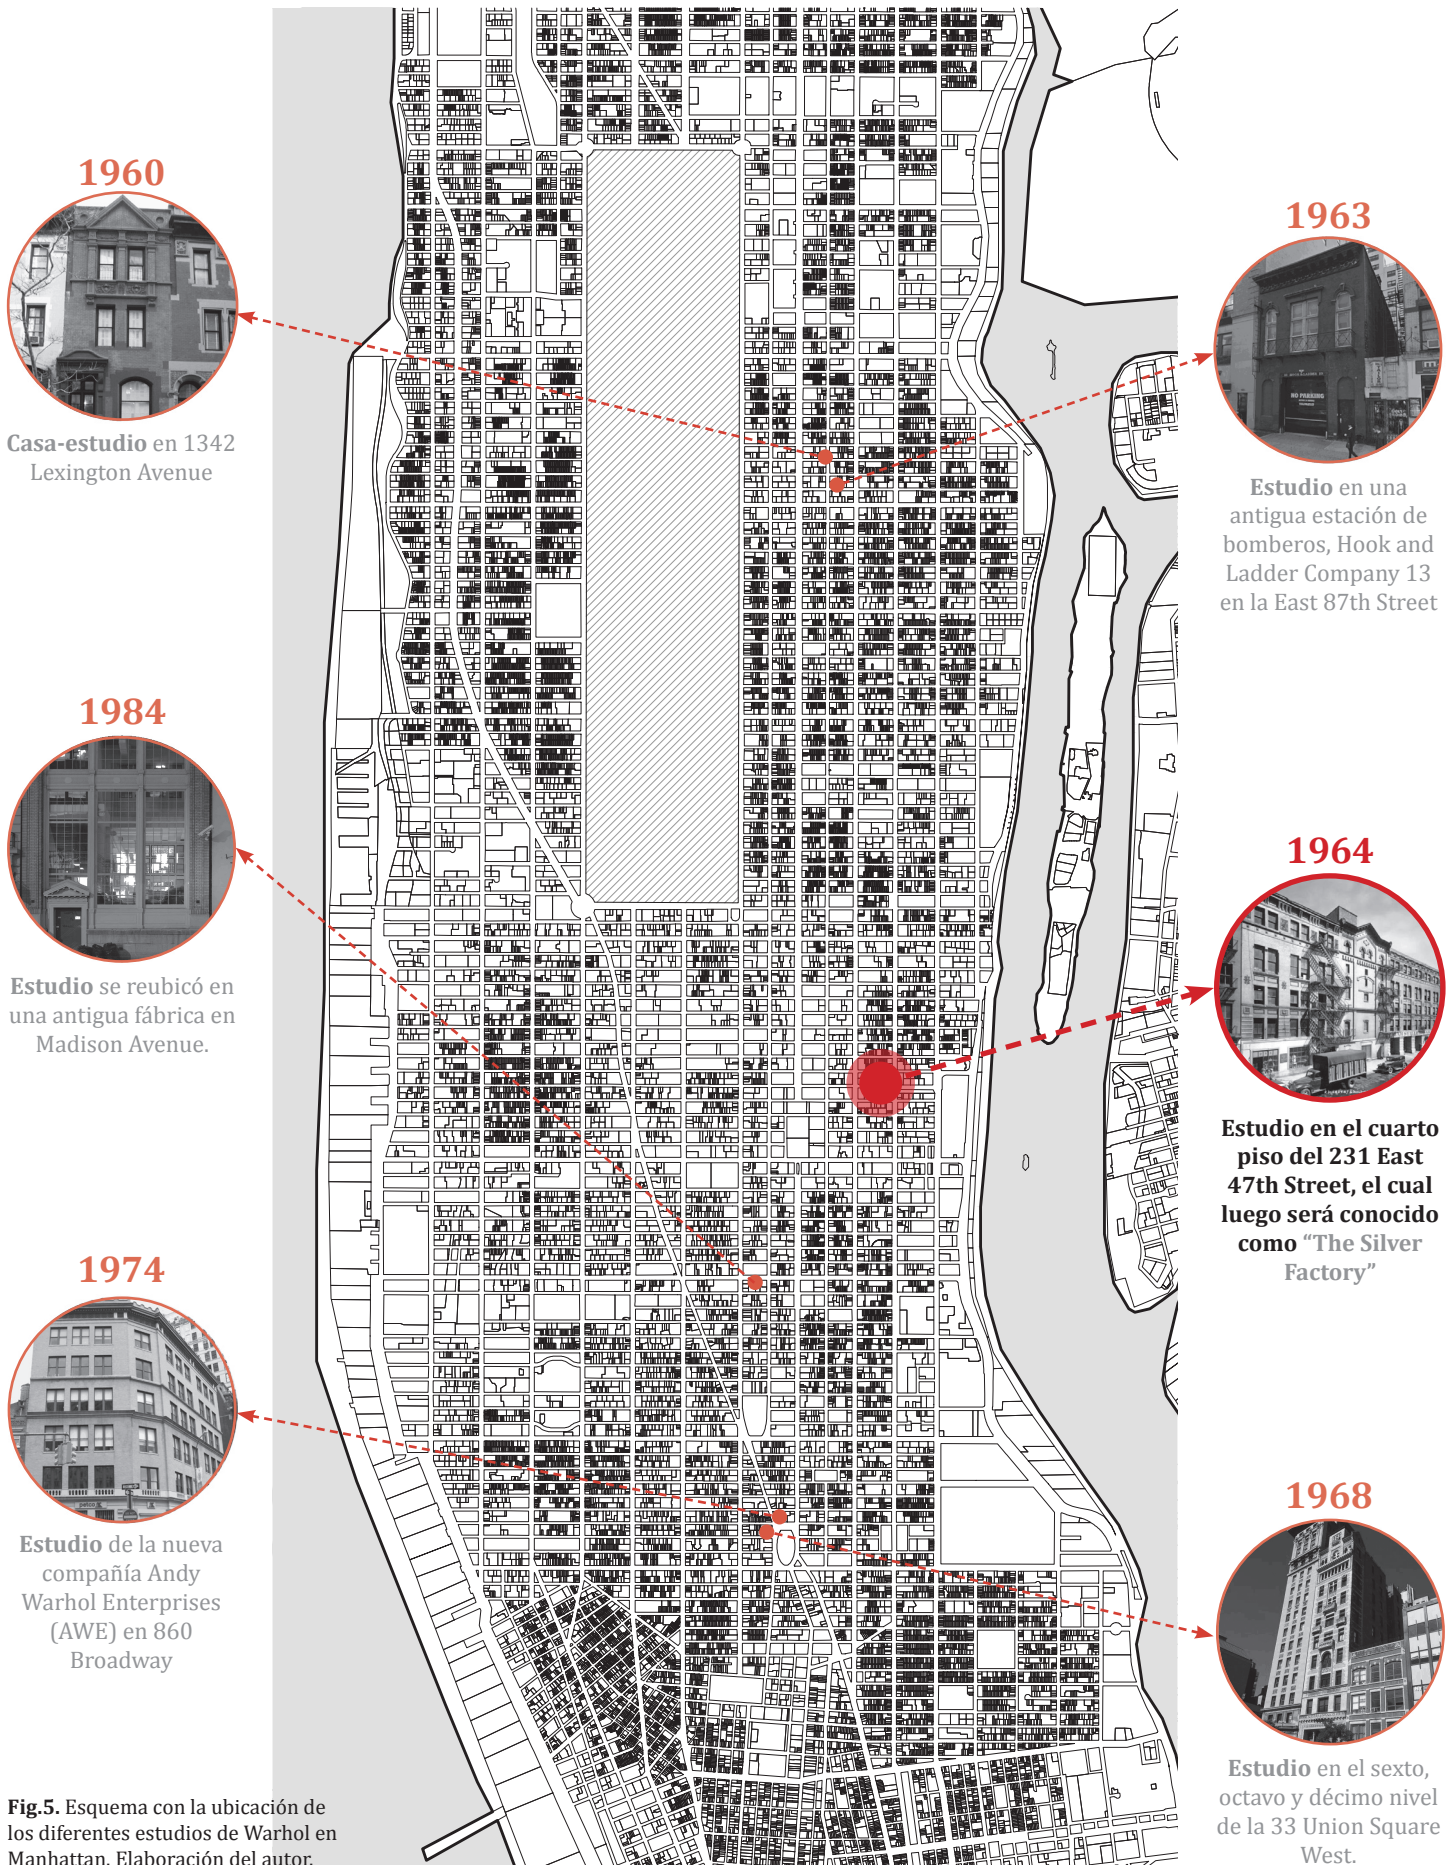 1960
Casa-estudio en 1342
Lexington Avenue
1984
Estudio se reubicó en
una antigua fábrica en
Madison Avenue.
1974
petco
Estudio de la nueva
compañía Andy
Warhol Enterprises
(AWE) en 860
Broadway
Fig.5. Esquema con la ubicación de
los diferentes estudios de Warhol en
Manhattan. Elaboración del autor.
1963
NO PARKING
Estudio en una
antigua estación de
bomberos, Hook and
Ladder Company 13
en la East 87th Street
1964
Estudio en el cuarto
piso del 231 East
47th Street, el cual
luego será conocido
como “The Silver
Factory”
1968
Estudio en el sexto,
octavo y décimo nivel
de la 33 Union Square
West.